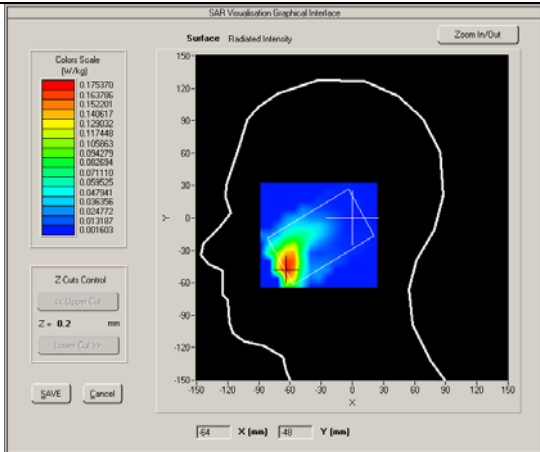 SAR Visualisation Graphical Interface
Surface Radiated Intensity
Zoom In/Out
Colors Scale
(W/kg)
0.175370
0.163786
0.152201
0.140617
0.129032
0.117448
0.105863
0.094279
0.082694
0.071110
0.059525
0.047941
0.036356
0.024772
0.013187
0.001603
Z-Cuts Control
<< Upper Cut
Z = 0.2 mm
Lower Cut >>
SAVE Cancel
150-
120-
90-
60-
30-
0-
-30-
-60-
-90-
-120-
-150-
Y
-150 -120 -90 -60 -30 0 30 60 90 120 150
X
-64 X (mm) -48 Y (mm)